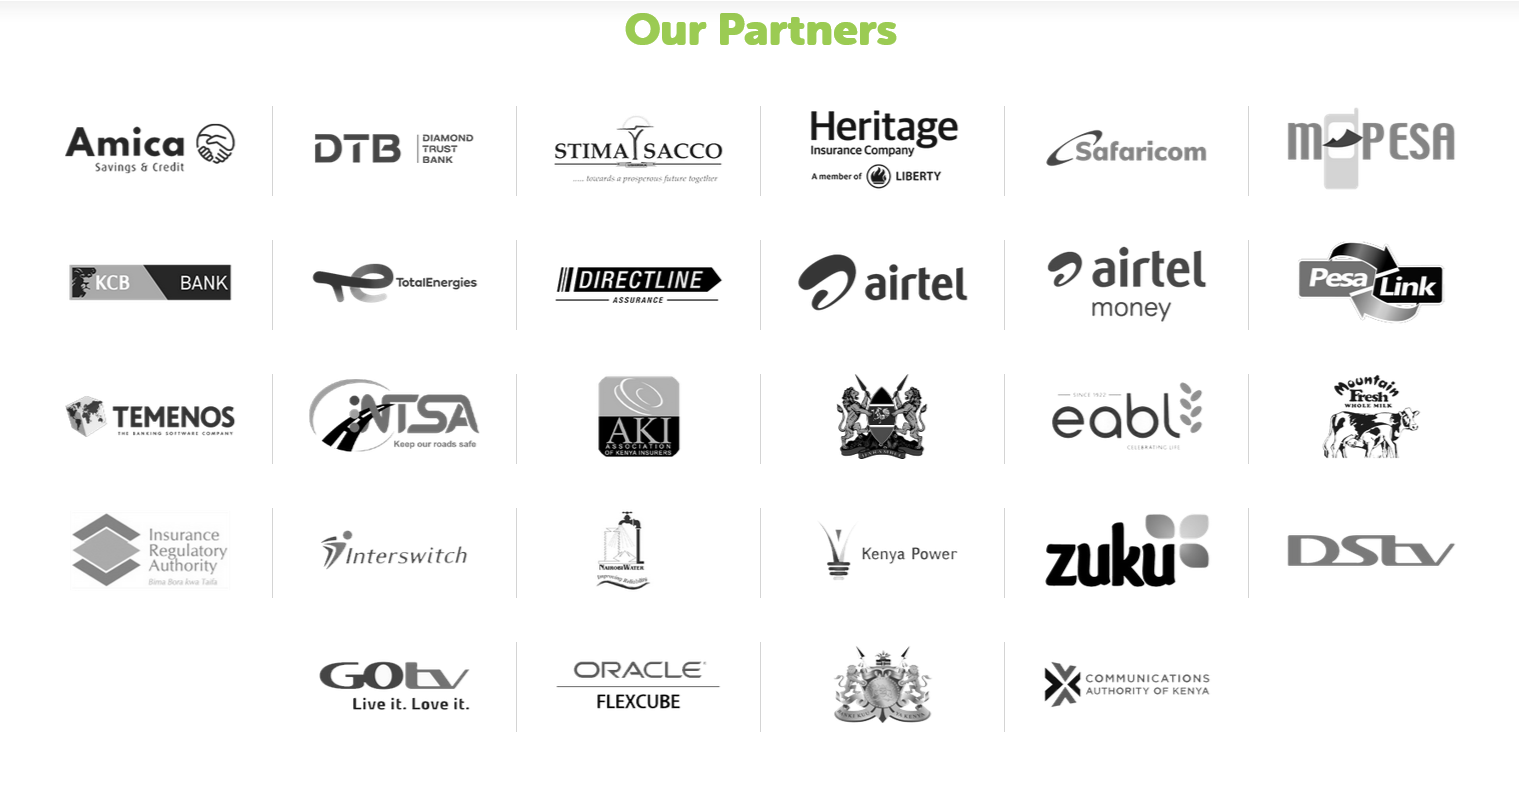 Our Partners
Amica
Savings & Credit
DTB
DIAMOND
TRUST
BANK
STIMA SACCO
..... towards a prosperous future together
Heritage
Insurance Company
A member of LIBERTY
Safaricom
M PESA
KCB BANK
TotalEnergies
DIRECTLINE
ASSURANCE
airtel
airtel
money
Pesa
Link
TEMENOS
THE BANKING SOFTWARE COMPANY
NTSA
Keep our roads safe
AKI
ASSOCIATION
OF KENYA INSURERS
HARAMBEE
SINCE 1922
eabl
CELEBRATING LIFE
Mountain
Fresh
WHOLE MILK
Insurance
Regulatory
Authority
Bima Bora kwa Taifa
Interswitch
NAIROBI WATER
Improving Reliability
Kenya Power
zuku
DStv
GOtv
Live it. Love it.
ORACLE
FLEXCUBE
COMMUNICATIONS
AUTHORITY OF KENYA